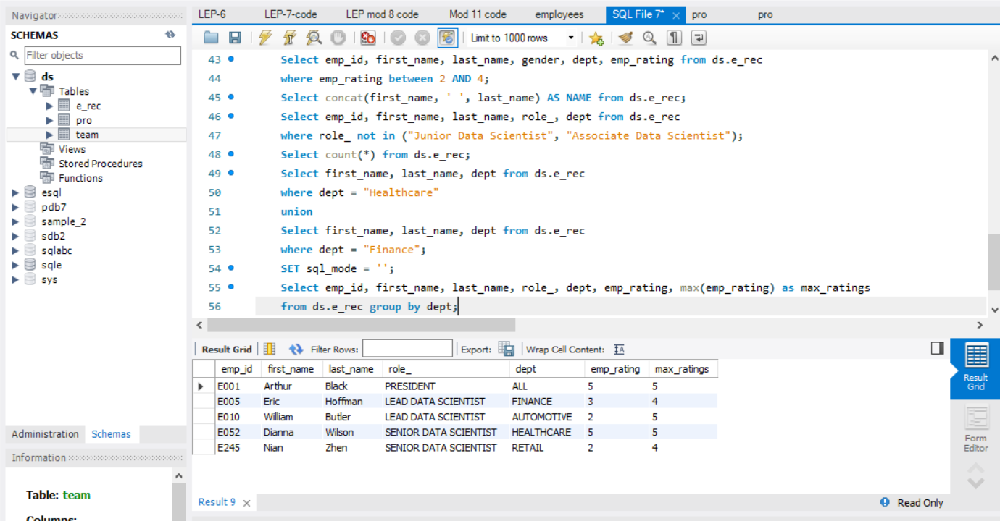 Navigator
SCHEMAS
Filter objects
ds
Tables
e_rec
pro
team
Views
Stored Procedures
Functions
esql
pdb7
sample_2
sdb2
sqlabc
sqle
sys
Administration Schemas
Information
Table: team
Columns:
LEP-6 LEP-7-code LEP mod 8 code Mod 11 code employees SQL File 7* × pro pro
Limit to 1000 rows
43 Select emp_id, first_name, last_name, gender, dept, emp_rating from ds.e_rec
44 where emp_rating between 2 AND 4;
45 Select concat(first_name, ' ', last_name) AS NAME from ds.e_rec;
46 Select emp_id, first_name, last_name, role_, dept from ds.e_rec
47 where role_ not in ("Junior Data Scientist", "Associate Data Scientist");
48 Select count(*) from ds.e_rec;
49 Select first_name, last_name, dept from ds.e_rec
50 where dept = "Healthcare"
51 union
52 Select first_name, last_name, dept from ds.e_rec
53 where dept = "Finance";
54 SET sql_mode = '';
55 Select emp_id, first_name, last_name, role_, dept, emp_rating, max(emp_rating) as max_ratings
56 from ds.e_rec group by dept;
Result Grid Filter Rows: Export: Wrap Cell Content:
emp_id first_name last_name role_ dept emp_rating max_ratings
E001 Arthur Black PRESIDENT ALL 5 5
E005 Eric Hoffman LEAD DATA SCIENTIST FINANCE 3 4
E010 William Butler LEAD DATA SCIENTIST AUTOMOTIVE 2 5
E052 Dianna Wilson SENIOR DATA SCIENTIST HEALTHCARE 5 5
E245 Nian Zhen SENIOR DATA SCIENTIST RETAIL 2 4
Result
Grid
Form
Editor
Result 9 × Read Only